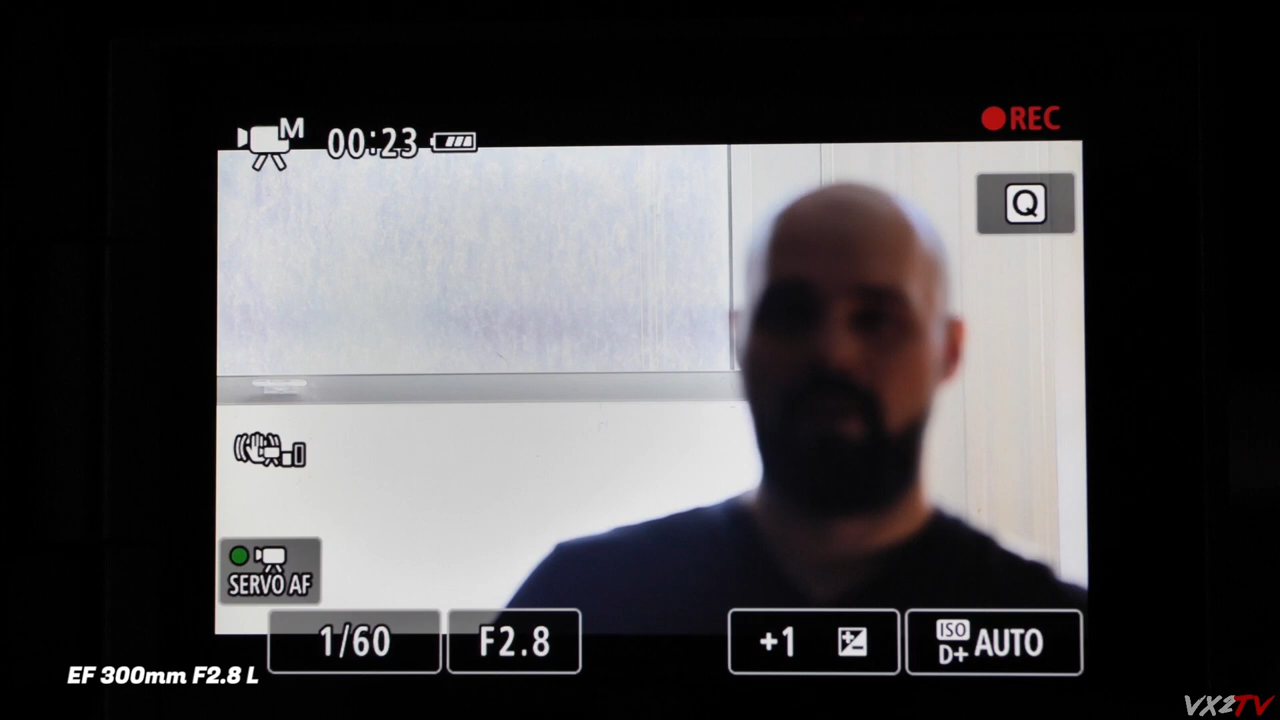 M 00:23
REC
Q
SERVO AF
1/60 F2.8 +1 ISO D+ AUTO
EF 300mm F2.8 L
VX2TV